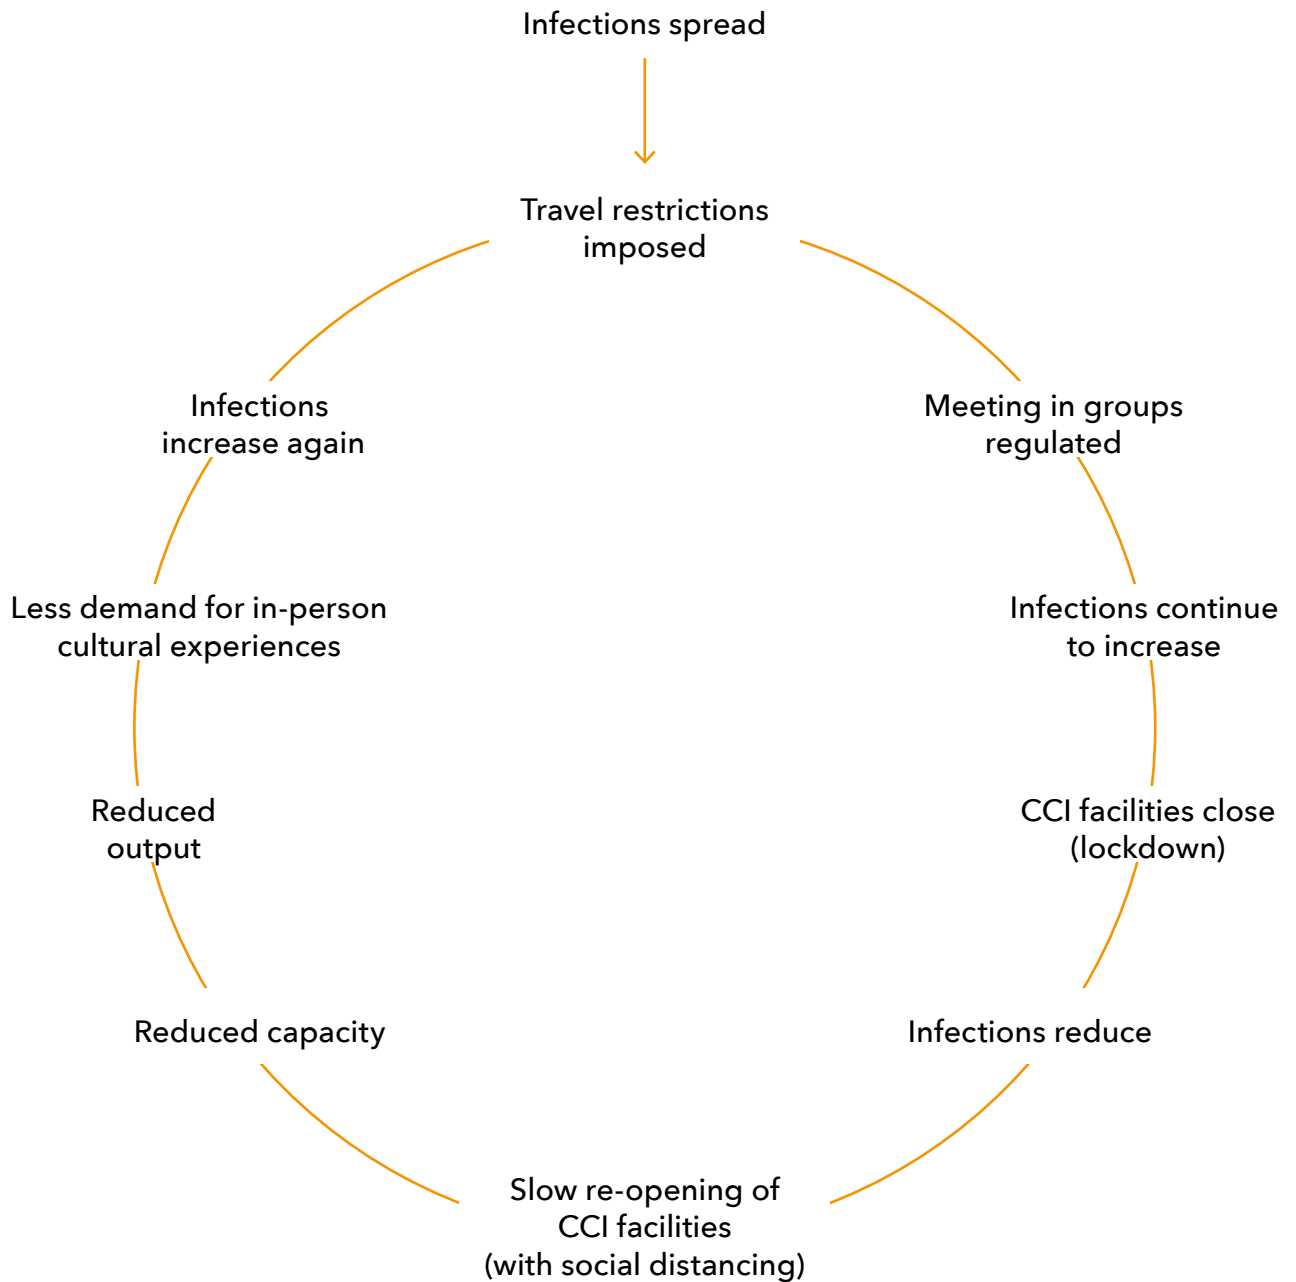 Infections spread
Travel restrictions
imposed
Meeting in groups
regulated
Infections continue
to increase
CCI facilities close
(lockdown)
Infections reduce
Slow re-opening of
CCI facilities
(with social distancing)
Reduced capacity
Reduced
output
Less demand for in-person
cultural experiences
Infections
increase again